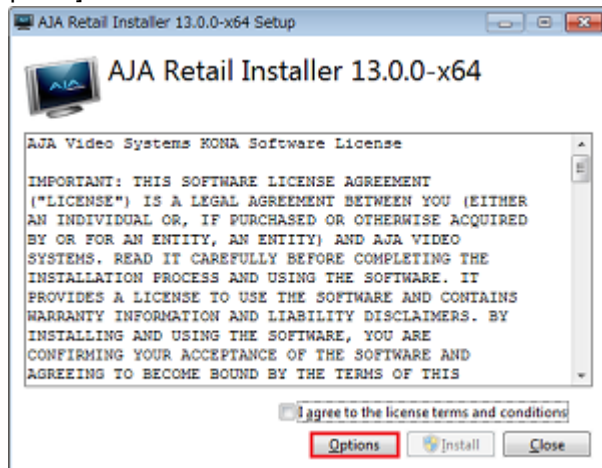 AJA Retail Installer 13.0.0-x64 Setup
AJA
AJA Retail Installer 13.0.0-x64
AJA Video Systems KONA Software License
IMPORTANT: THIS SOFTWARE LICENSE AGREEMENT
("LICENSE") IS A LEGAL AGREEMENT BETWEEN YOU (EITHER
AN INDIVIDUAL OR, IF PURCHASED OR OTHERWISE ACQUIRED
BY OR FOR AN ENTITY, AN ENTITY) AND AJA VIDEO
SYSTEMS. READ IT CAREFULLY BEFORE COMPLETING THE
INSTALLATION PROCESS AND USING THE SOFTWARE. IT
PROVIDES A LICENSE TO USE THE SOFTWARE AND CONTAINS
WARRANTY INFORMATION AND LIABILITY DISCLAIMERS. BY
INSTALLING AND USING THE SOFTWARE, YOU ARE
CONFIRMING YOUR ACCEPTANCE OF THE SOFTWARE AND
AGREEING TO BECOME BOUND BY THE TERMS OF THIS
I agree to the license terms and conditions
Options Install Close